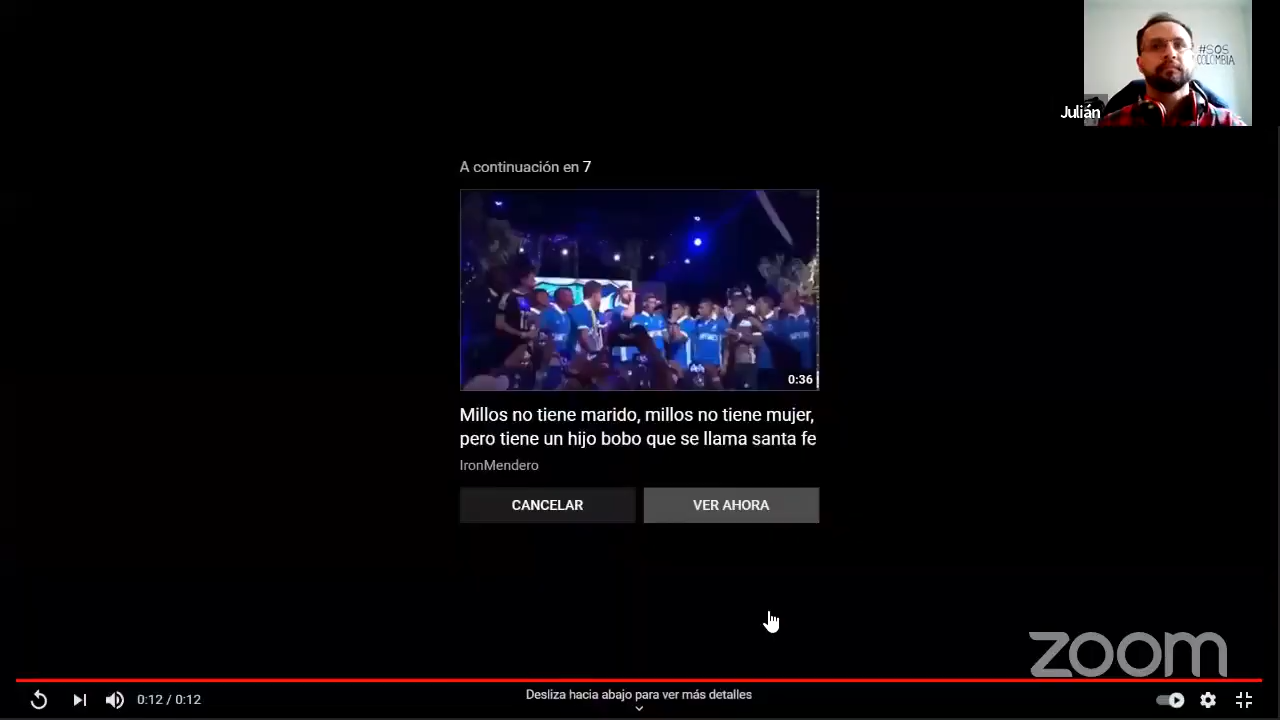 #SOS
COLOMBIA
Julián
A continuación en 7
0:36
Millos no tiene marido, millos no tiene mujer,
pero tiene un hijo bobo que se llama santa fe
IronMendero
CANCELAR
VER AHORA
zoom
0:12 / 0:12
Desliza hacia abajo para ver más detalles